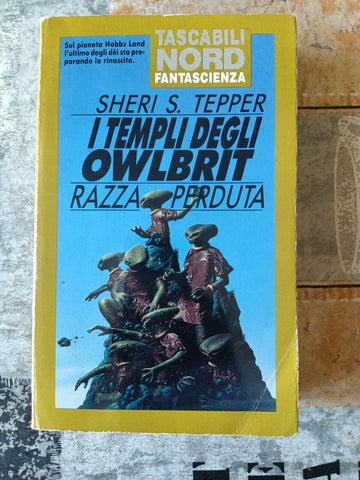 Sul pianeta Hobbs Land
l'ultimo degli dèi sta pre-
parando la rinascita.
TASCABILI
NORD
FANTASCIENZA
SHERI S. TEPPER
I TEMPLI DEGLI
OWLBRIT
RAZZA PERDUTA